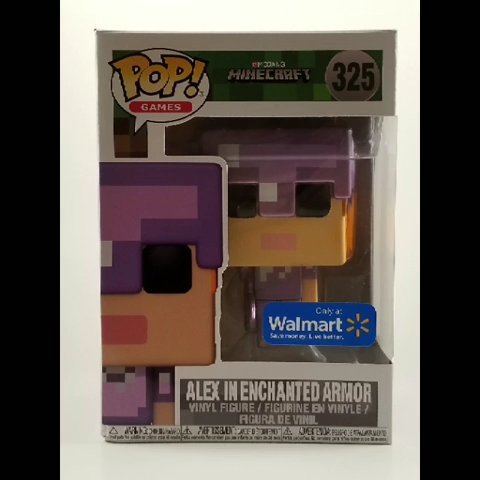 POP!
GAMES
MINECRAFT
325
Only at
Walmart
Save money. Live better.
ALEX IN ENCHANTED ARMOR
VINYL FIGURE / FIGURINE EN VINYLE /
FIGURA DE VINIL
WARNING: